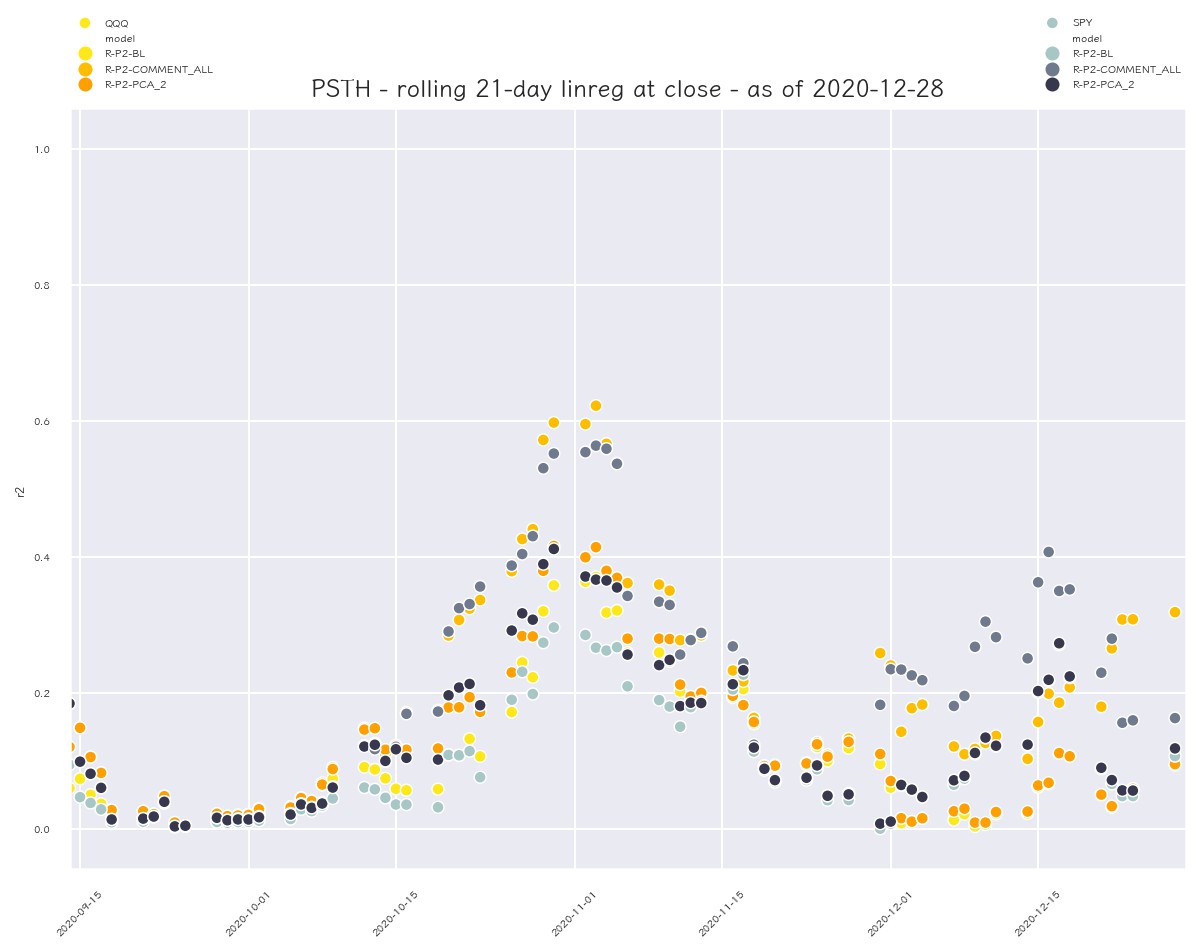 QQQ
model
R-P2-BL
R-P2-COMMENT_ALL
R-P2-PCA_2
SPY
model
R-P2-BL
R-P2-COMMENT_ALL
R-P2-PCA_2
PSTH - rolling 21-day linreg at close - as of 2020-12-28
1.0
0.8
0.6
0.4
0.2
0.0
r2
2020-09-15
2020-10-01
2020-10-15
2020-11-01
2020-11-15
2020-12-01
2020-12-15